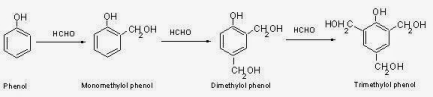 OH
HCHO
OH
CH₂OH
HCHO
OH
CH₂OH
CH₂OH
HCHO
HOH₂C
OH
CH₂OH
CH₂OH
Phenol
Monomethylol phenol
Dimethylol phenol
Trimethylol phenol